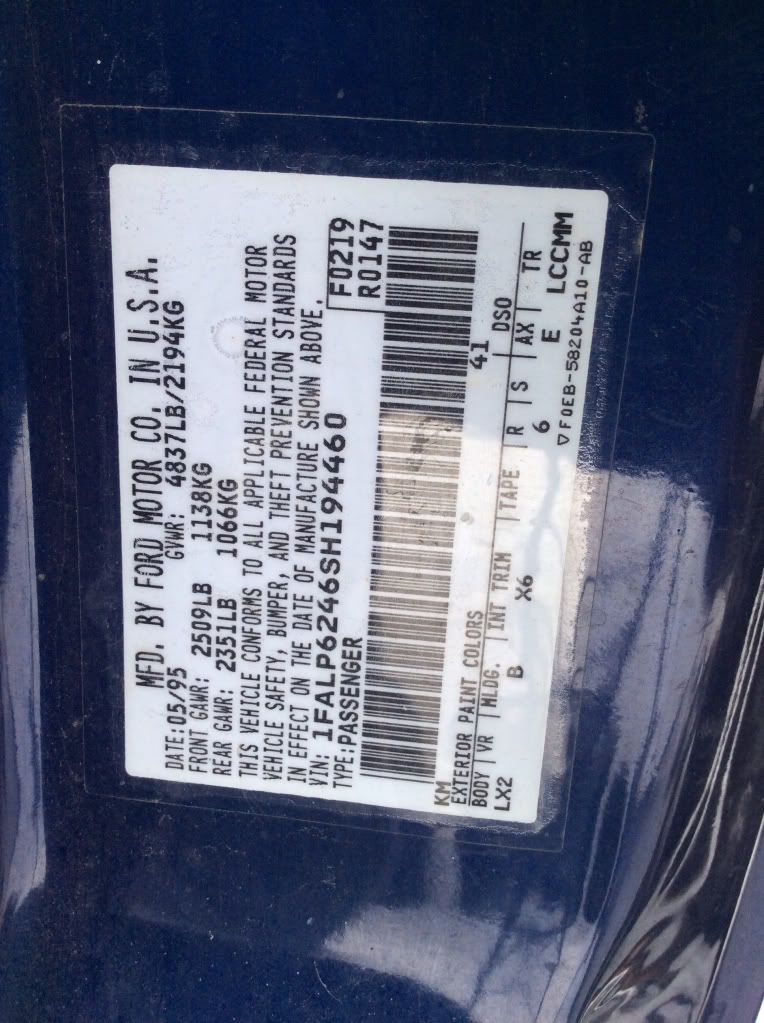 MFD. BY FORD MOTOR CO. IN U.S.A.
DATE: 05/95 GVWR: 4837LB/2194KG
FRONT GAWR: 2509LB 1138KG
REAR GAWR: 2351LB 1066KG
THIS VEHICLE CONFORMS TO ALL APPLICABLE FEDERAL MOTOR
VEHICLE SAFETY, BUMPER, AND THEFT PREVENTION STANDARDS
IN EFFECT ON THE DATE OF MANUFACTURE SHOWN ABOVE.
VIN: 1FALP6246SH194460 F0219
TYPE: PASSENGER R0147
KM 41
EXTERIOR PAINT COLORS DSO
BODY | VR | MLDG. | INT TRIM | TAPE | R | S | AX | TR
LX2 B X6 6 E LCCMM
▽F0EB-58204A10-AB